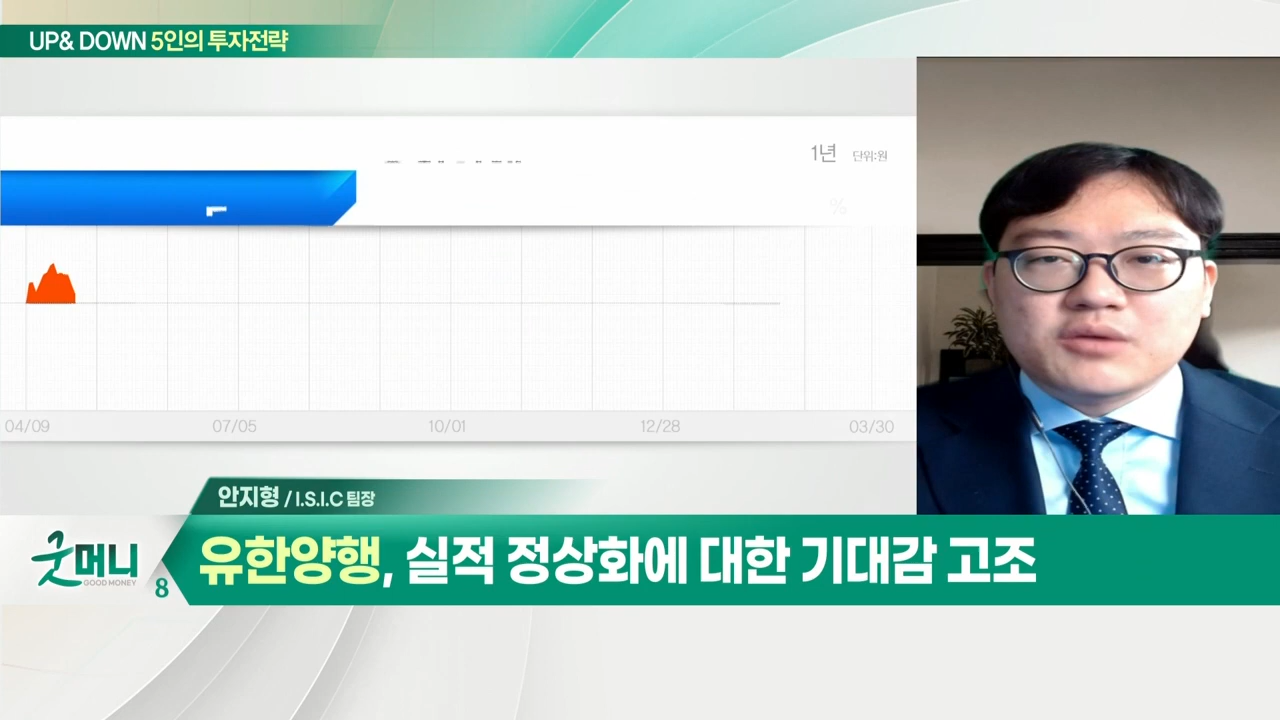 UP& DOWN 5인의 투자전략
1년 단위:원
%
04/09 07/05 10/01 12/28 03/30
안지형 / I.S.I.C 팀장
굿머니
GOOD MONEY
8
유한양행, 실적 정상화에 대한 기대감 고조